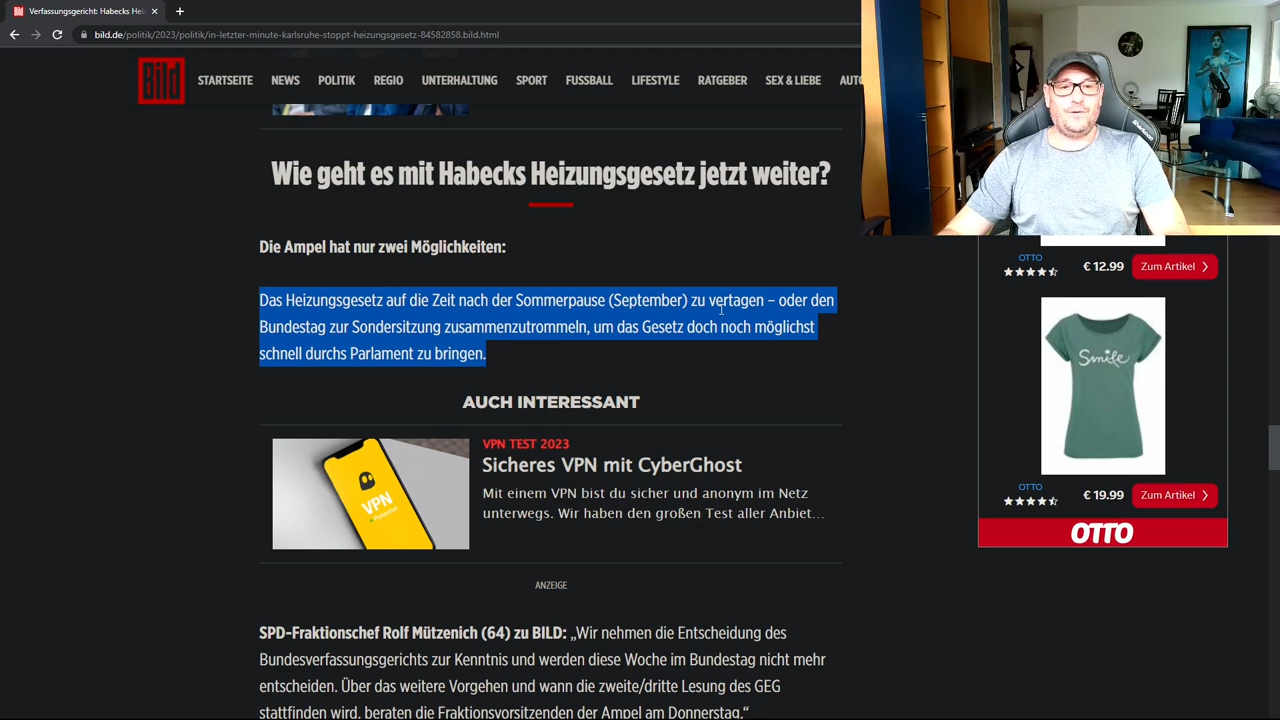 Verfassungsgericht: Habecks Hei
bild.de/politik/2023/politik/in-letzter-minute-karlsruhe-stoppt-heizungsgesetz-84582858.bild.html
Bild
STARTSEITE NEWS POLITIK REGIO UNTERHALTUNG SPORT FUSSBALL LIFESTYLE RATGEBER SEX & LIEBE AUTO
Wie geht es mit Habecks Heizungsgesetz jetzt weiter?
Die Ampel hat nur zwei Möglichkeiten:
Das Heizungsgesetz auf die Zeit nach der Sommerpause (September) zu vertagen – oder den
Bundestag zur Sondersitzung zusammenzutrommeln, um das Gesetz doch noch möglichst
schnell durchs Parlament zu bringen.
AUCH INTERESSANT
VPN
VPN TEST 2023
Sicheres VPN mit CyberGhost
Mit einem VPN bist du sicher und anonym im Netz
unterwegs. Wir haben den großen Test aller Anbiet...
ANZEIGE
SPD-Fraktionschef Rolf Mützenich (64) zu BILD: „Wir nehmen die Entscheidung des
Bundesverfassungsgerichts zur Kenntnis und werden diese Woche im Bundestag nicht mehr
entscheiden. Über das weitere Vorgehen und wann die zweite/dritte Lesung des GEG
stattfinden wird, beraten die Fraktionsvorsitzenden der Ampel am Donnerstag."
OTTO
€ 12.99 Zum Artikel
Smile
OTTO
€ 19.99 Zum Artikel
OTTO